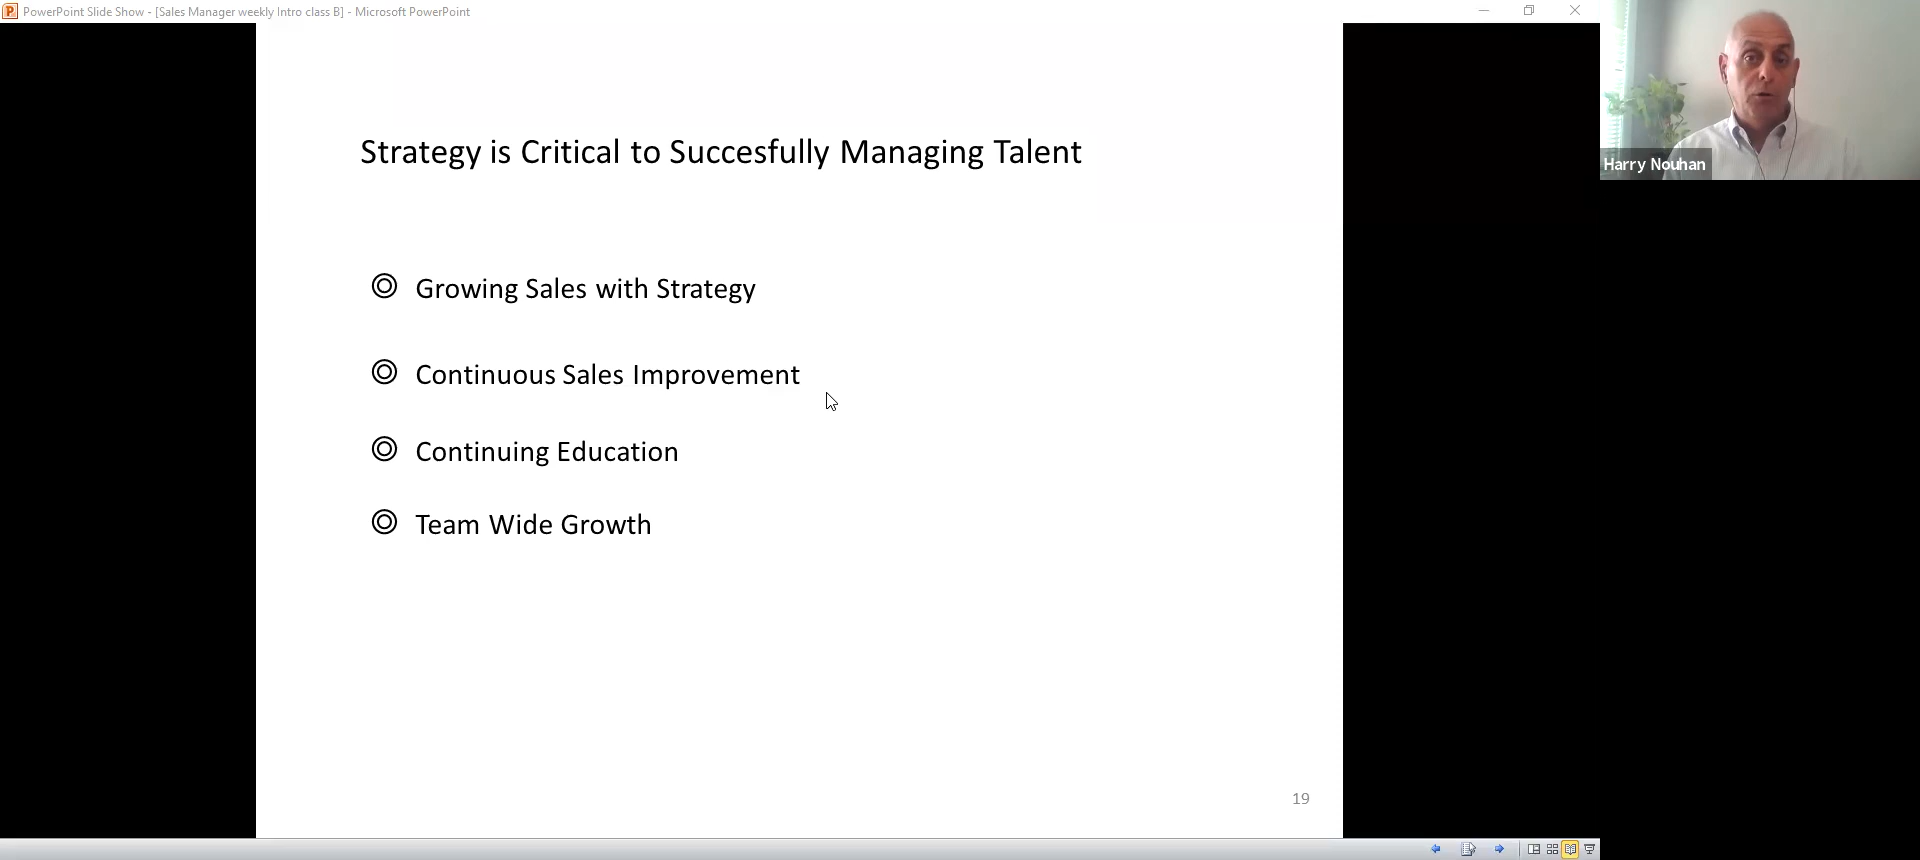 PowerPoint Slide Show - [Sales Manager weekly Intro class B] - Microsoft PowerPoint
Harry Nouhan
Strategy is Critical to Succesfully Managing Talent
Growing Sales with Strategy
Continuous Sales Improvement
Continuing Education
Team Wide Growth
19